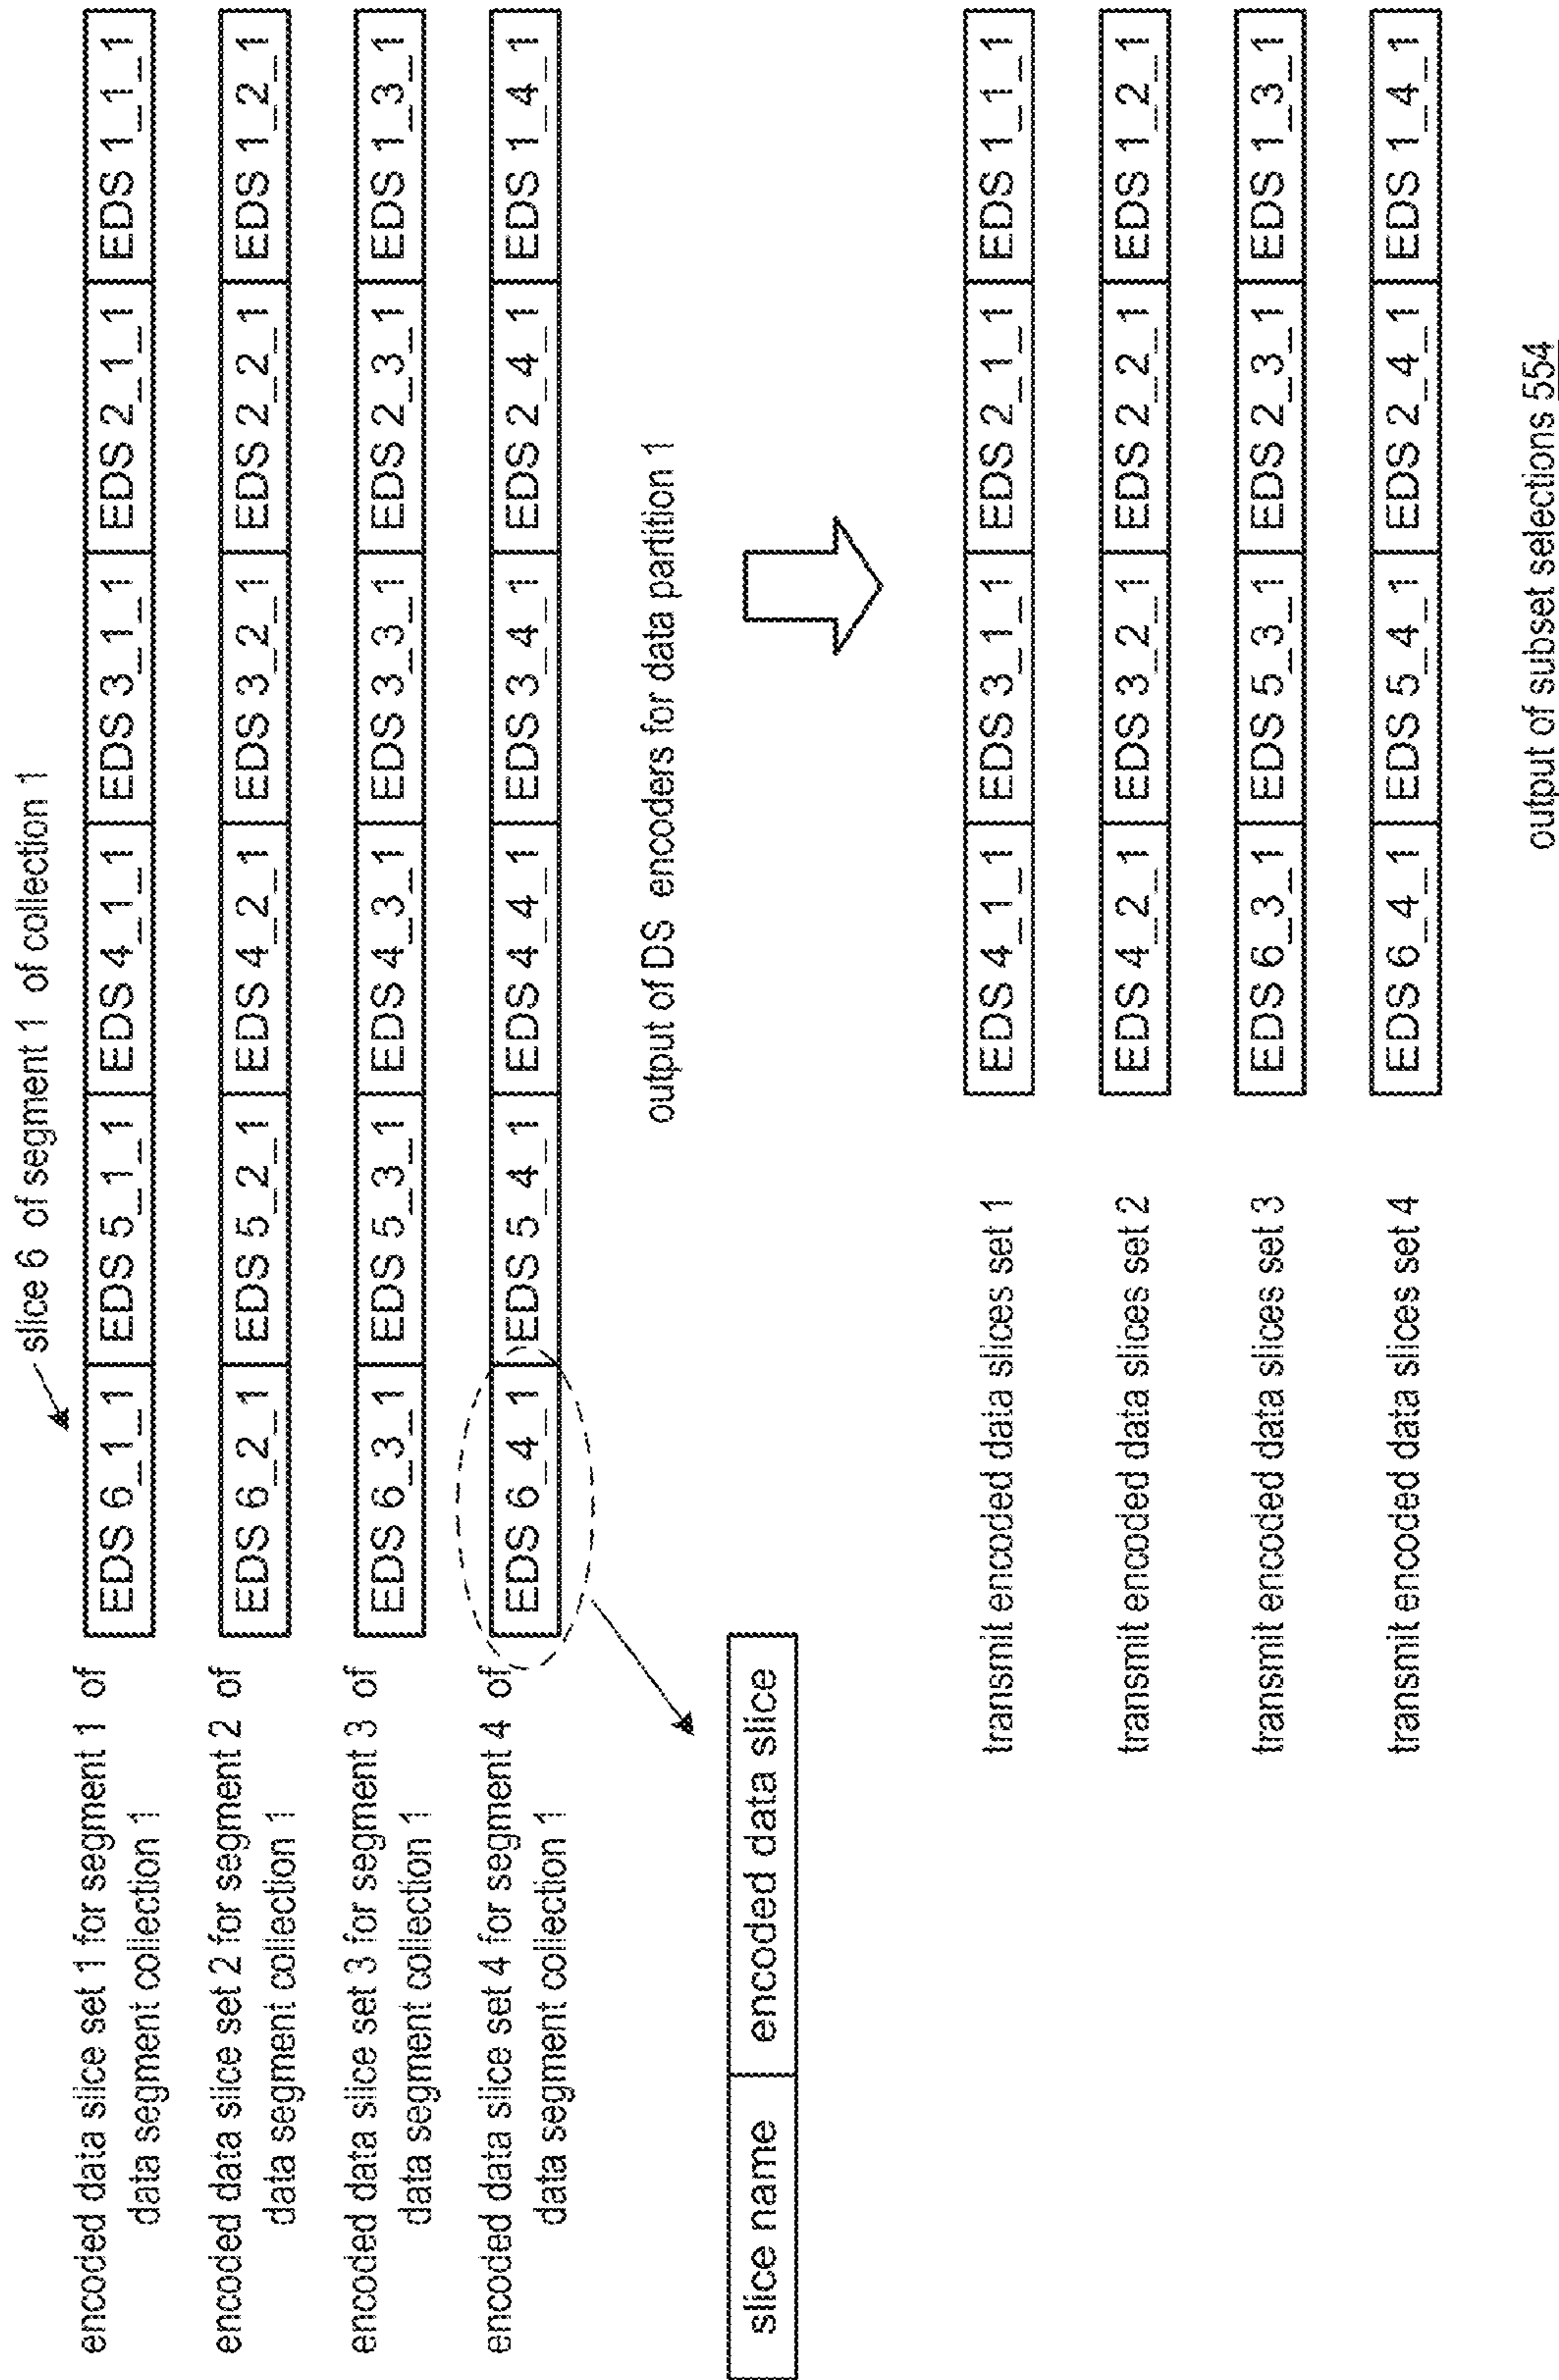 slice 6 of segment 1 of collection 1
encoded data slice set 1 for segment 1 of
data segment collection 1
EDS 6_1_1 EDS 5_1_1 EDS 4_1_1 EDS 3_1_1 EDS 2_1_1 EDS 1_1_1
encoded data slice set 2 for segment 2 of
data segment collection 1
EDS 6_2_1 EDS 5_2_1 EDS 4_2_1 EDS 3_2_1 EDS 2_2_1 EDS 1_2_1
encoded data slice set 3 for segment 3 of
data segment collection 1
EDS 6_3_1 EDS 5_3_1 EDS 4_3_1 EDS 3_3_1 EDS 2_3_1 EDS 1_3_1
encoded data slice set 4 for segment 4 of
data segment collection 1
EDS 6_4_1 EDS 5_4_1 EDS 4_4_1 EDS 3_4_1 EDS 2_4_1 EDS 1_4_1
output of DS encoders for data partition 1
slice name encoded data slice
transmit encoded data slices set 1 EDS 4_1_1 EDS 3_1_1 EDS 2_1_1 EDS 1_1_1
transmit encoded data slices set 2 EDS 4_2_1 EDS 3_2_1 EDS 2_2_1 EDS 1_2_1
transmit encoded data slices set 3 EDS 6_3_1 EDS 5_3_1 EDS 2_3_1 EDS 1_3_1
transmit encoded data slices set 4 EDS 6_4_1 EDS 5_4_1 EDS 2_4_1 EDS 1_4_1
output of subset selections 554